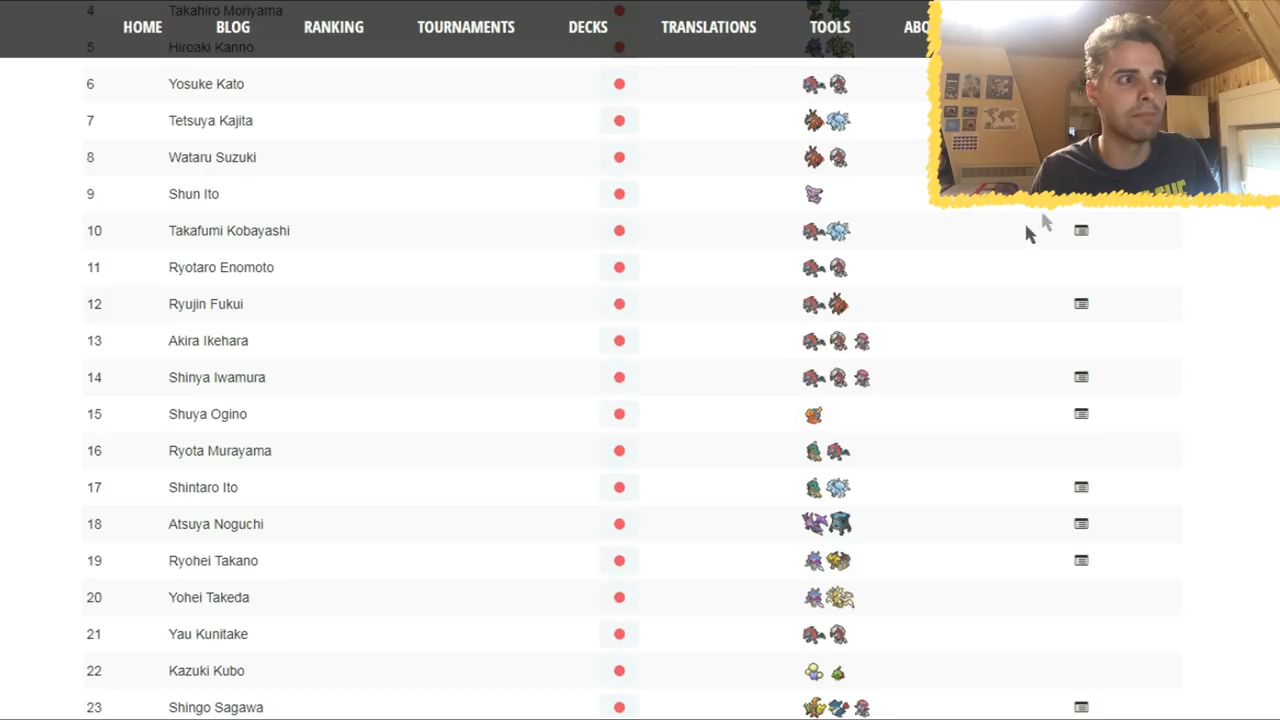 4 Takahiro Moriyama
HOME BLOG RANKING TOURNAMENTS DECKS TRANSLATIONS TOOLS ABO
5 Hiroaki Kanno
6 Yosuke Kato
7 Tetsuya Kajita
8 Wataru Suzuki
9 Shun Ito
10 Takafumi Kobayashi
11 Ryotaro Enomoto
12 Ryujin Fukui
13 Akira Ikehara
14 Shinya Iwamura
15 Shuya Ogino
16 Ryota Murayama
17 Shintaro Ito
18 Atsuya Noguchi
19 Ryohei Takano
20 Yohei Takeda
21 Yau Kunitake
22 Kazuki Kubo
23 Shingo Sagawa